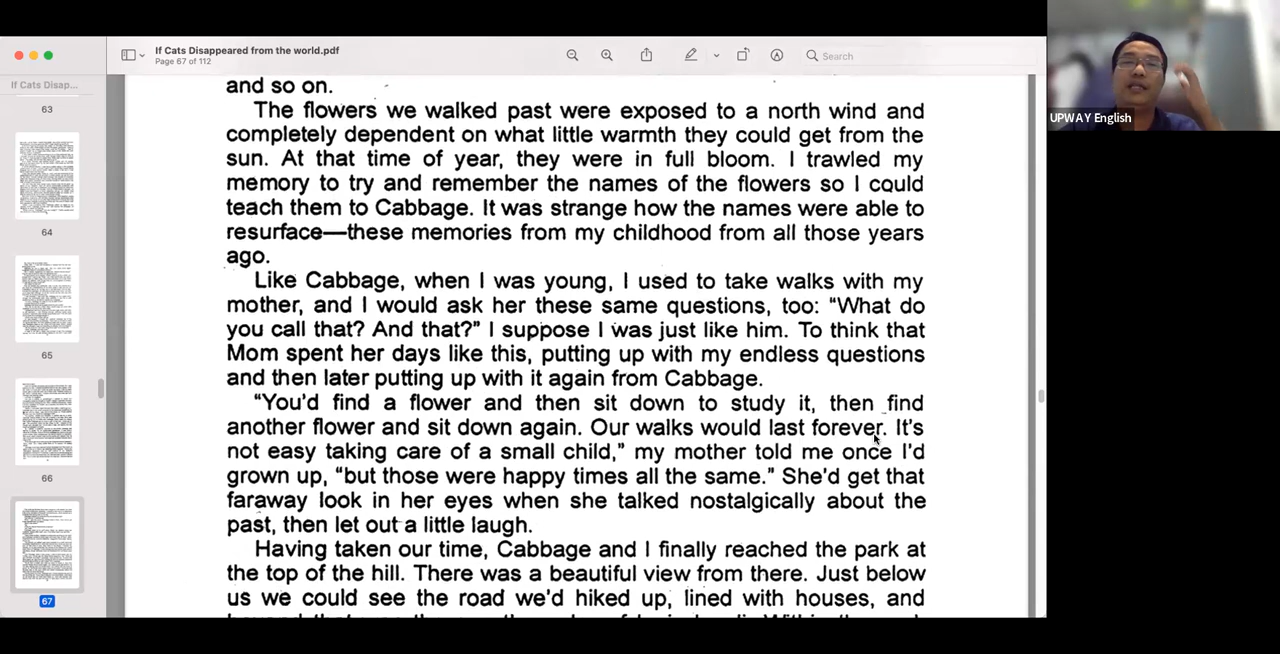 If Cats Disappeared from the world.pdf
Page 67 of 112
Search
If Cats Disap...
63
64
65
66
67
and so on.
The flowers we walked past were exposed to a north wind and
completely dependent on what little warmth they could get from the
sun. At that time of year, they were in full bloom. I trawled my
memory to try and remember the names of the flowers so I could
teach them to Cabbage. It was strange how the names were able to
resurface—these memories from my childhood from all those years
ago.
Like Cabbage, when I was young, I used to take walks with my
mother, and I would ask her these same questions, too: “What do
you call that? And that?” I suppose I was just like him. To think that
Mom spent her days like this, putting up with my endless questions
and then later putting up with it again from Cabbage.
“You’d find a flower and then sit down to study it, then find
another flower and sit down again. Our walks would last forever. It’s
not easy taking care of a small child,” my mother told me once I’d
grown up, “but those were happy times all the same.” She’d get that
faraway look in her eyes when she talked nostalgically about the
past, then let out a little laugh.
Having taken our time, Cabbage and I finally reached the park at
the top of the hill. There was a beautiful view from there. Just below
us we could see the road we’d hiked up, lined with houses, and
UPWAY English